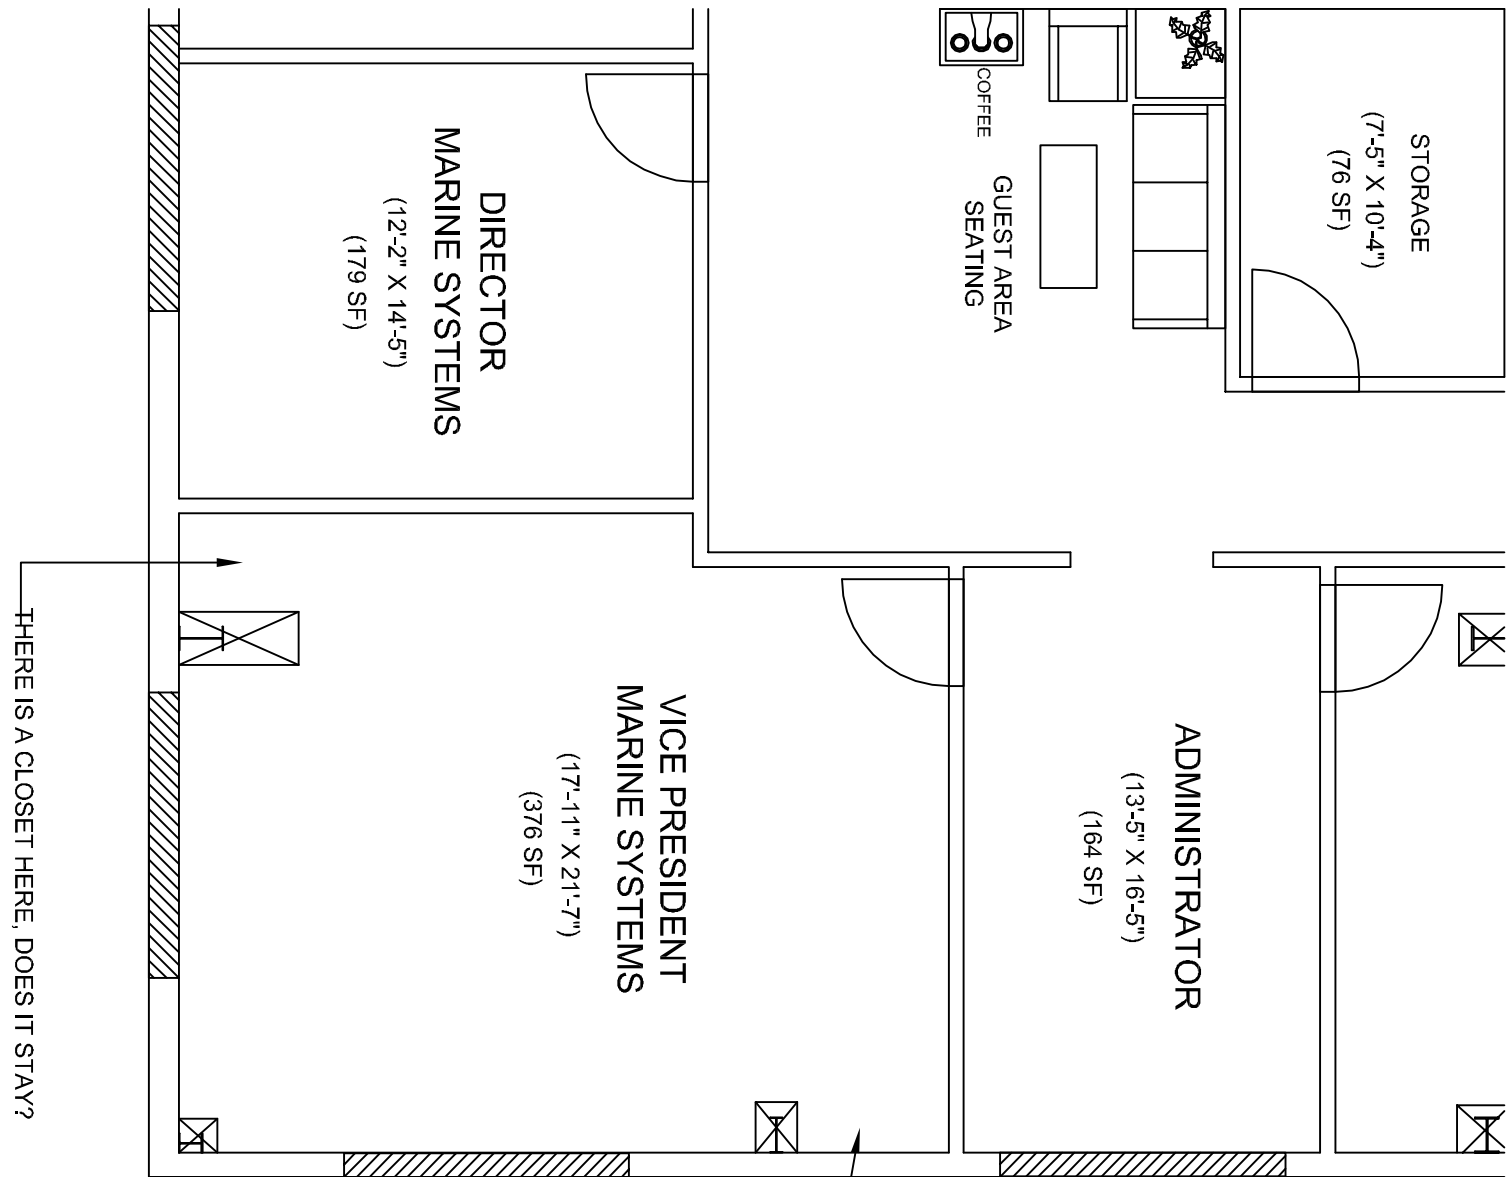 STORAGE
(7'-5" X 10'-4")
(76 SF)
COFFEE
GUEST AREA
SEATING
DIRECTOR
MARINE SYSTEMS
(12'-2" X 14'-5")
(179 SF)
ADMINISTRATOR
(13'-5" X 16'-5")
(164 SF)
VICE PRESIDENT
MARINE SYSTEMS
(17'-11" X 21'-7")
(376 SF)
THERE IS A CLOSET HERE, DOES IT STAY?